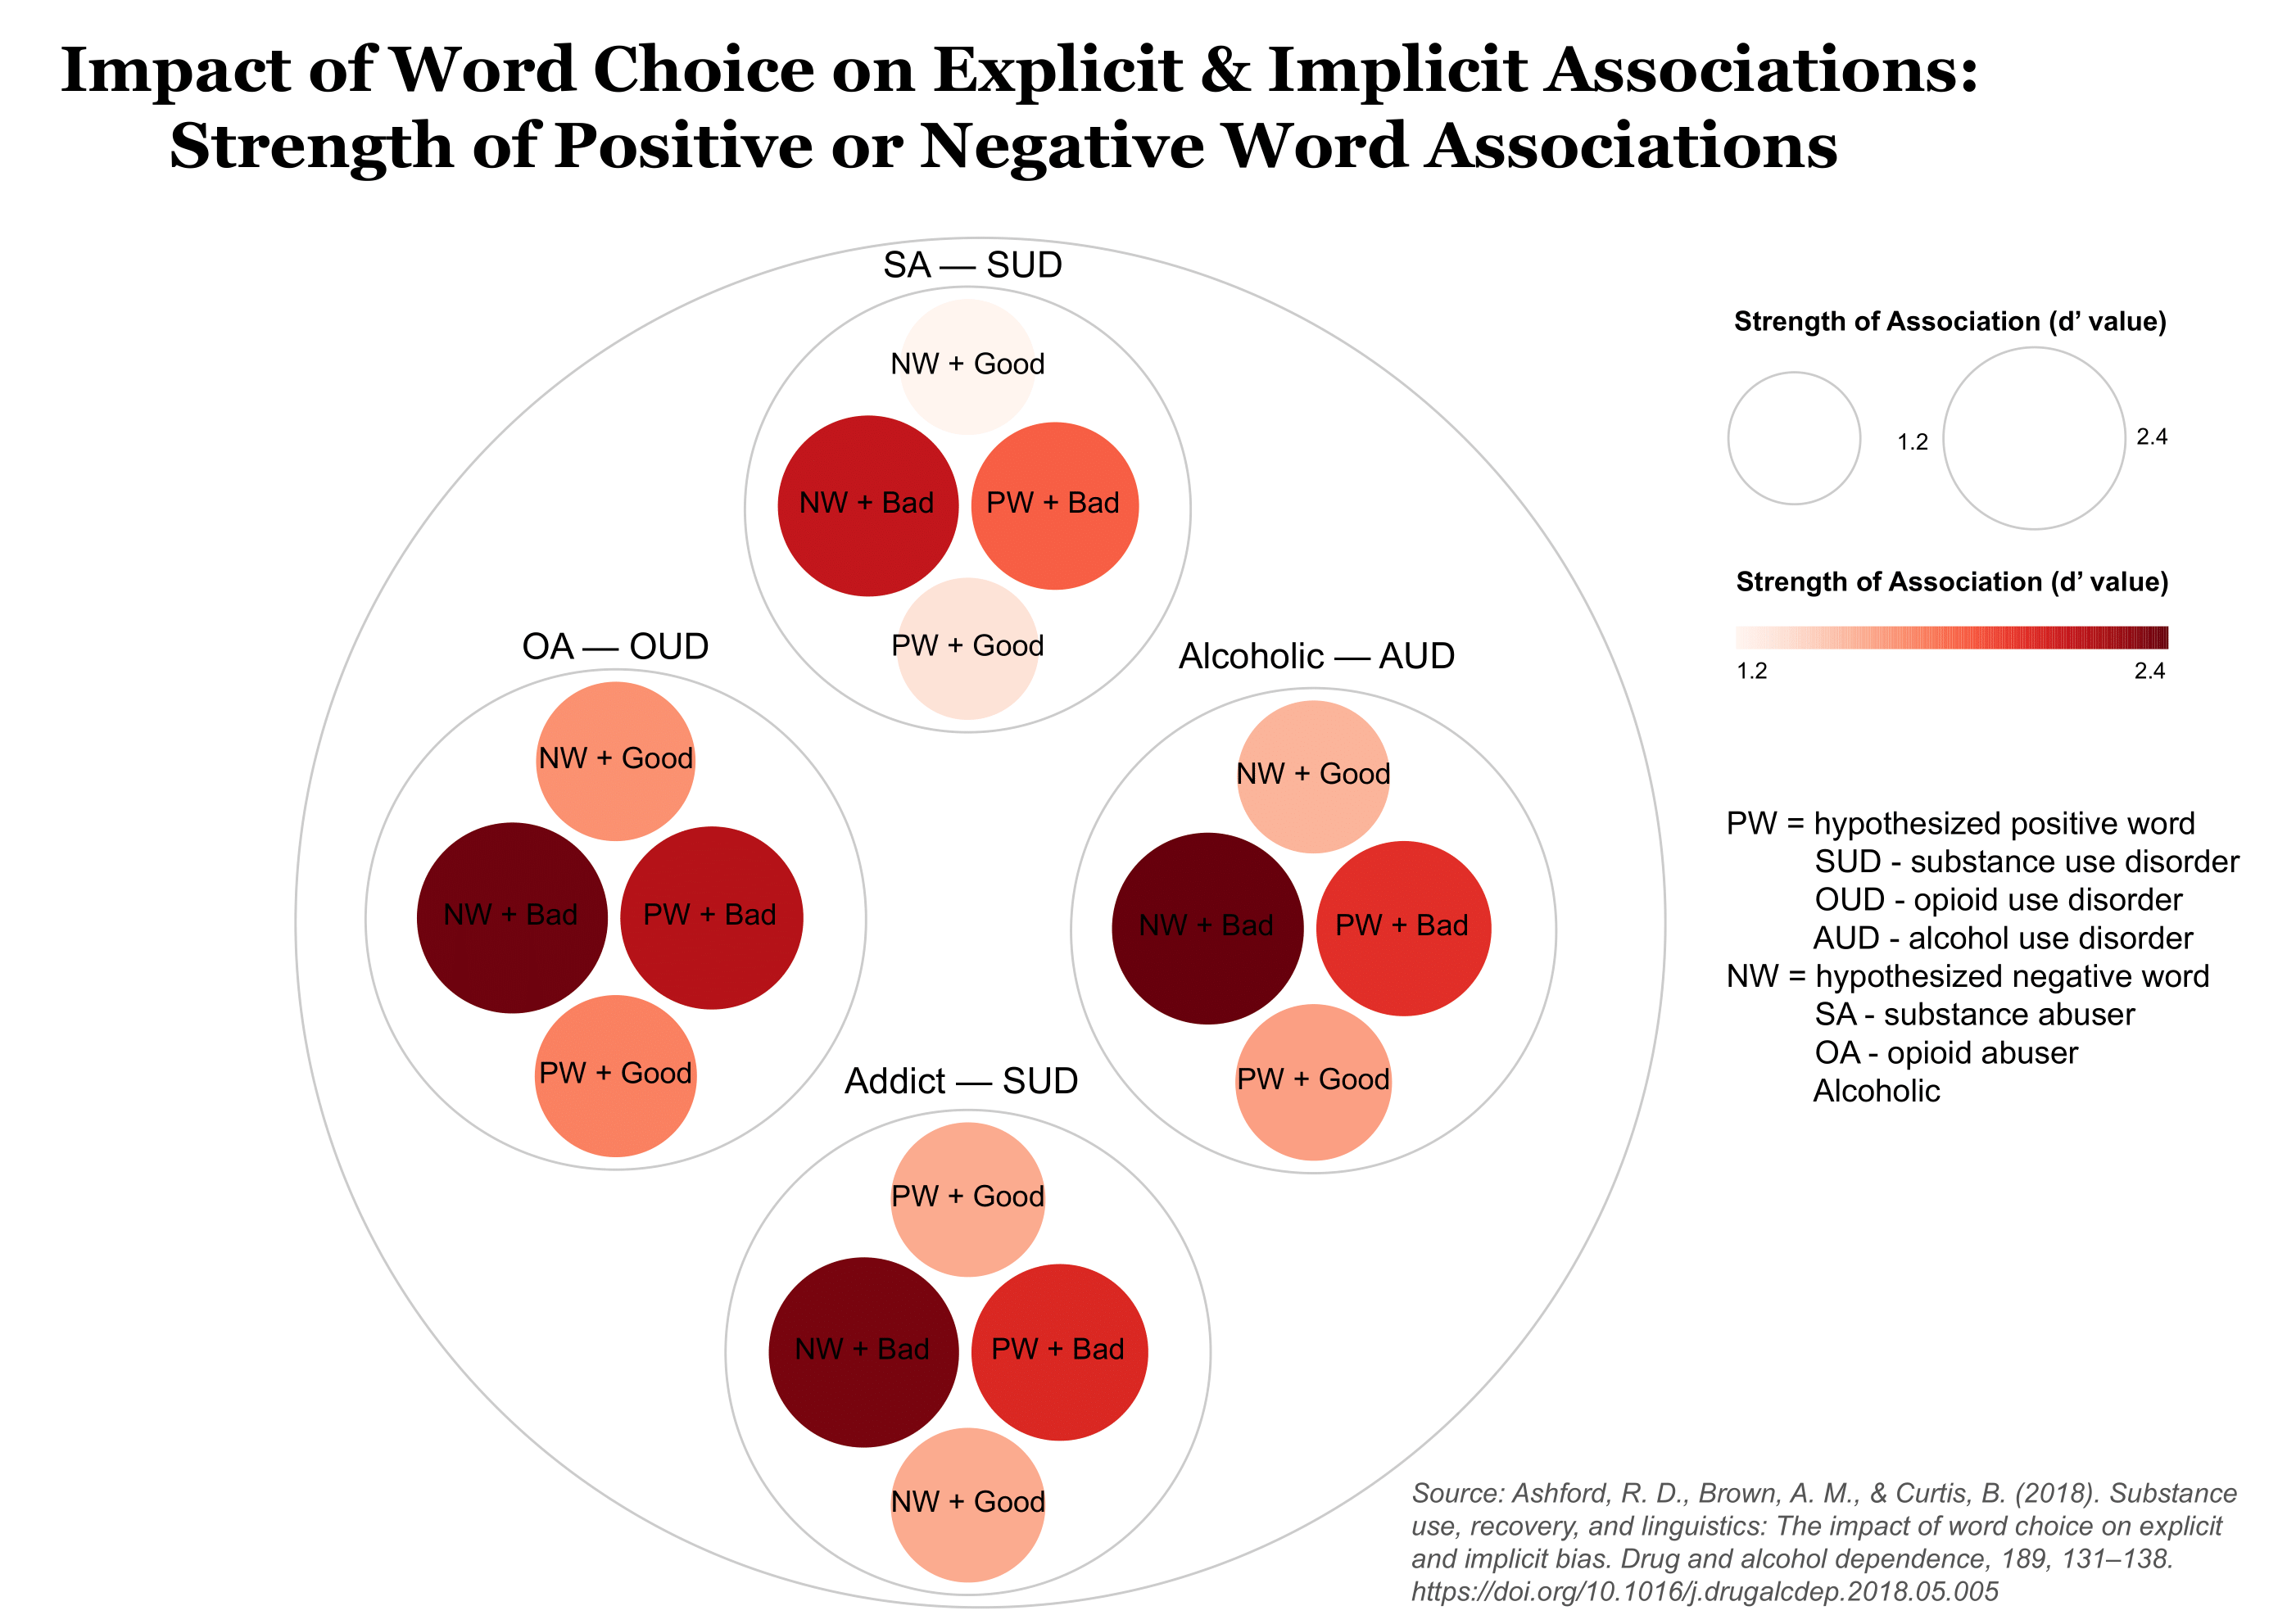 Impact of Word Choice on Explicit & Implicit Associations:
Strength of Positive or Negative Word Associations
SA — SUD
NW + Good
NW + Bad
PW + Bad
PW + Good
OA — OUD
NW + Good
NW + Bad
PW + Bad
PW + Good
Alcoholic — AUD
NW + Good
NW + Bad
PW + Bad
PW + Good
Addict — SUD
PW + Good
NW + Bad
PW + Bad
NW + Good
Strength of Association (d’ value)
1.2
2.4
Strength of Association (d’ value)
1.2
2.4
PW = hypothesized positive word
SUD - substance use disorder
OUD - opioid use disorder
AUD - alcohol use disorder
NW = hypothesized negative word
SA - substance abuser
OA - opioid abuser
Alcoholic
Source: Ashford, R. D., Brown, A. M., & Curtis, B. (2018). Substance
use, recovery, and linguistics: The impact of word choice on explicit
and implicit bias. Drug and alcohol dependence, 189, 131–138.
https://doi.org/10.1016/j.drugalcdep.2018.05.005